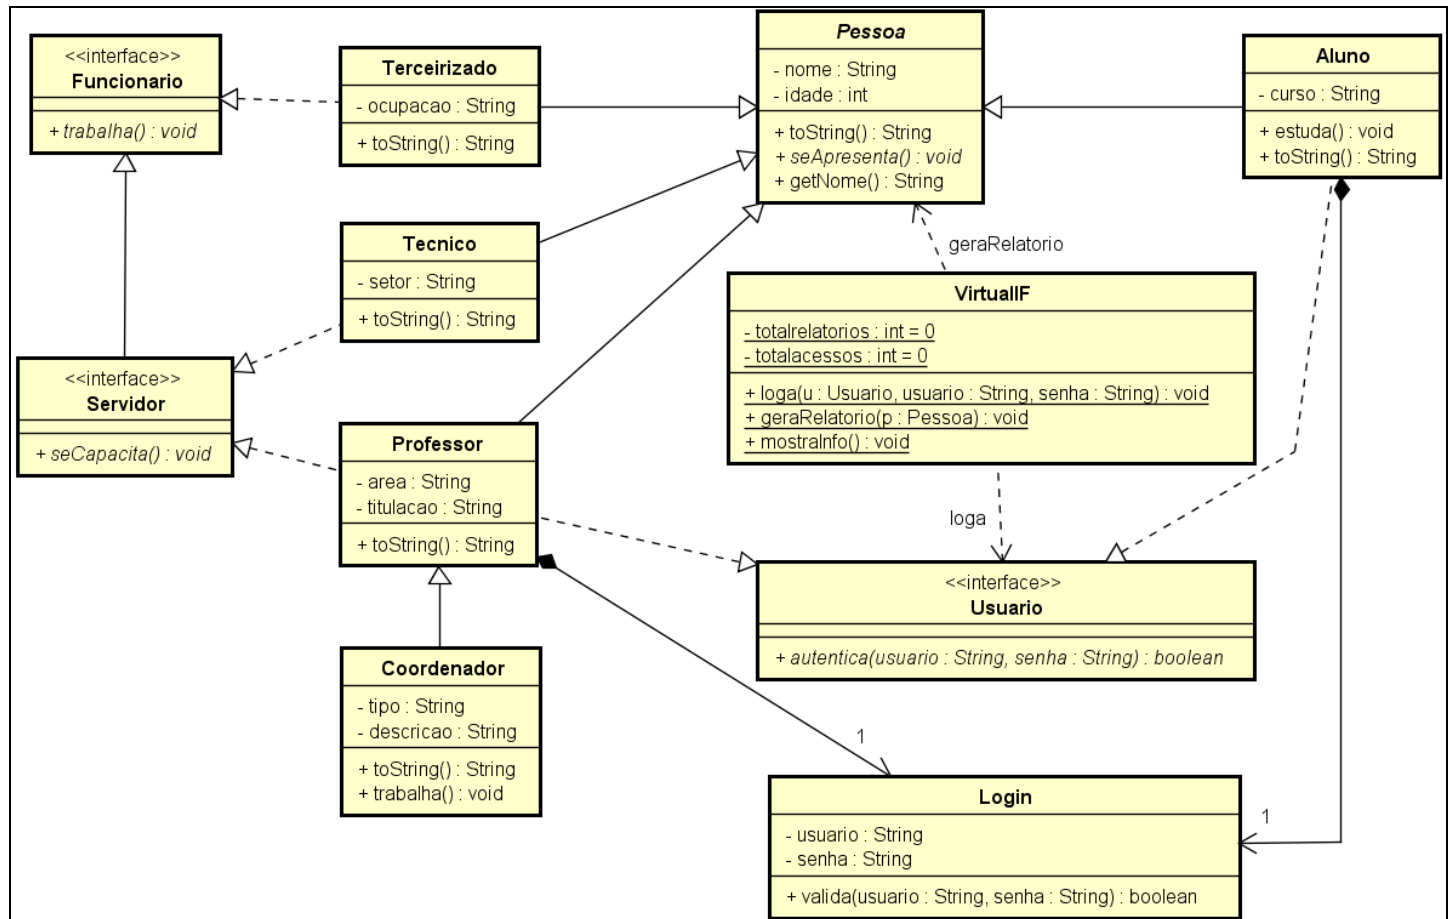 <<interface>>
Funcionario
+ trabalha() : void
Terceirizado
- ocupacao : String
+ toString() : String
Pessoa
- nome : String
- idade : int
+ toString() : String
+ seApresenta() : void
+ getNome() : String
Aluno
- curso : String
+ estuda() : void
+ toString() : String
Tecnico
- setor : String
+ toString() : String
geraRelatorio
VirtualIF
- totalrelatorios : int = 0
- totalacessos : int = 0
+ loga(u : Usuario, usuario : String, senha : String) : void
+ geraRelatorio(p : Pessoa) : void
+ mostraInfo() : void
<<interface>>
Servidor
+ seCapacita() : void
Professor
- area : String
- titulacao : String
+ toString() : String
loga
<<interface>>
Usuario
+ autentica(usuario : String, senha : String) : boolean
Coordenador
- tipo : String
- descricao : String
+ toString() : String
+ trabalha() : void
1
1
Login
- usuario : String
- senha : String
+ valida(usuario : String, senha : String) : boolean